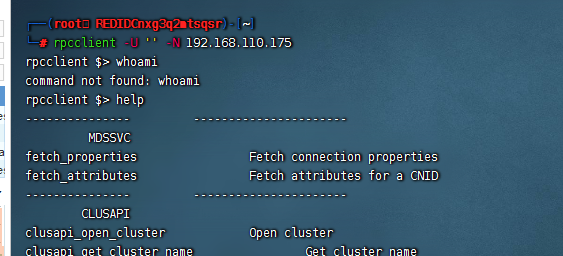 ┌──(root㉿REDIDCnxg3q2mtsqsr)-[~]
└─# rpcclient -U '' -N 192.168.110.175
rpcclient $> whoami
command not found: whoami
rpcclient $> help
---------------         ----------------------
MDSSVC
fetch_properties                Fetch connection properties
fetch_attributes                Fetch attributes for a CNID
---------------         ----------------------
CLUSAPI
clusapi_open_cluster            Open cluster
clusapi_get_cluster_name                Get cluster name